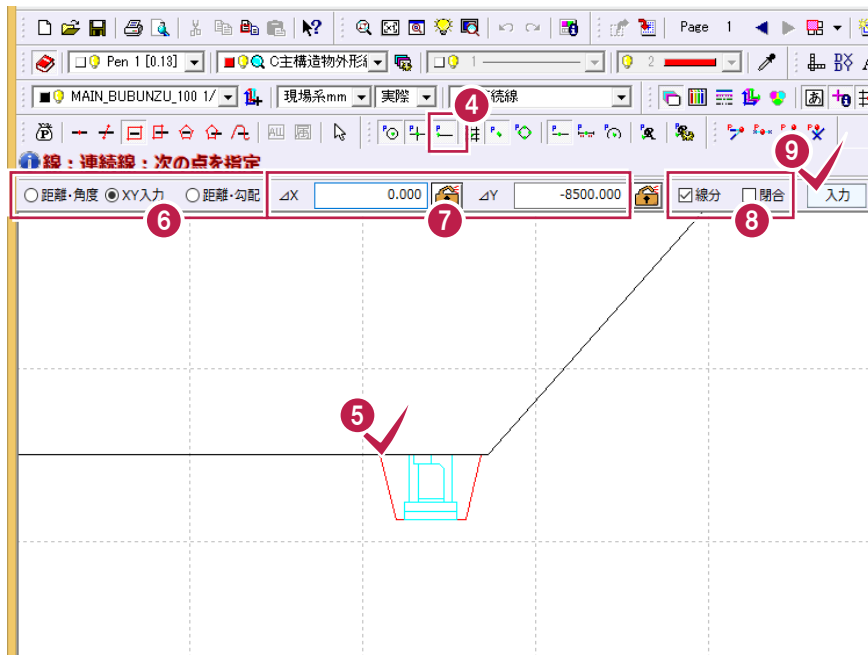 Page 1
Pen 1 [0.13] C主構造物外形 1 2
MAIN_BUBUNZU_100 1/ 現場系mm 実際 続線 あ
4
線：連続線：次の点を指定
9
距離・角度 XY入力 距離・勾配 ⊿X 0.000 ⊿Y -8500.000 線分 閉合 入力
6 7 8
5